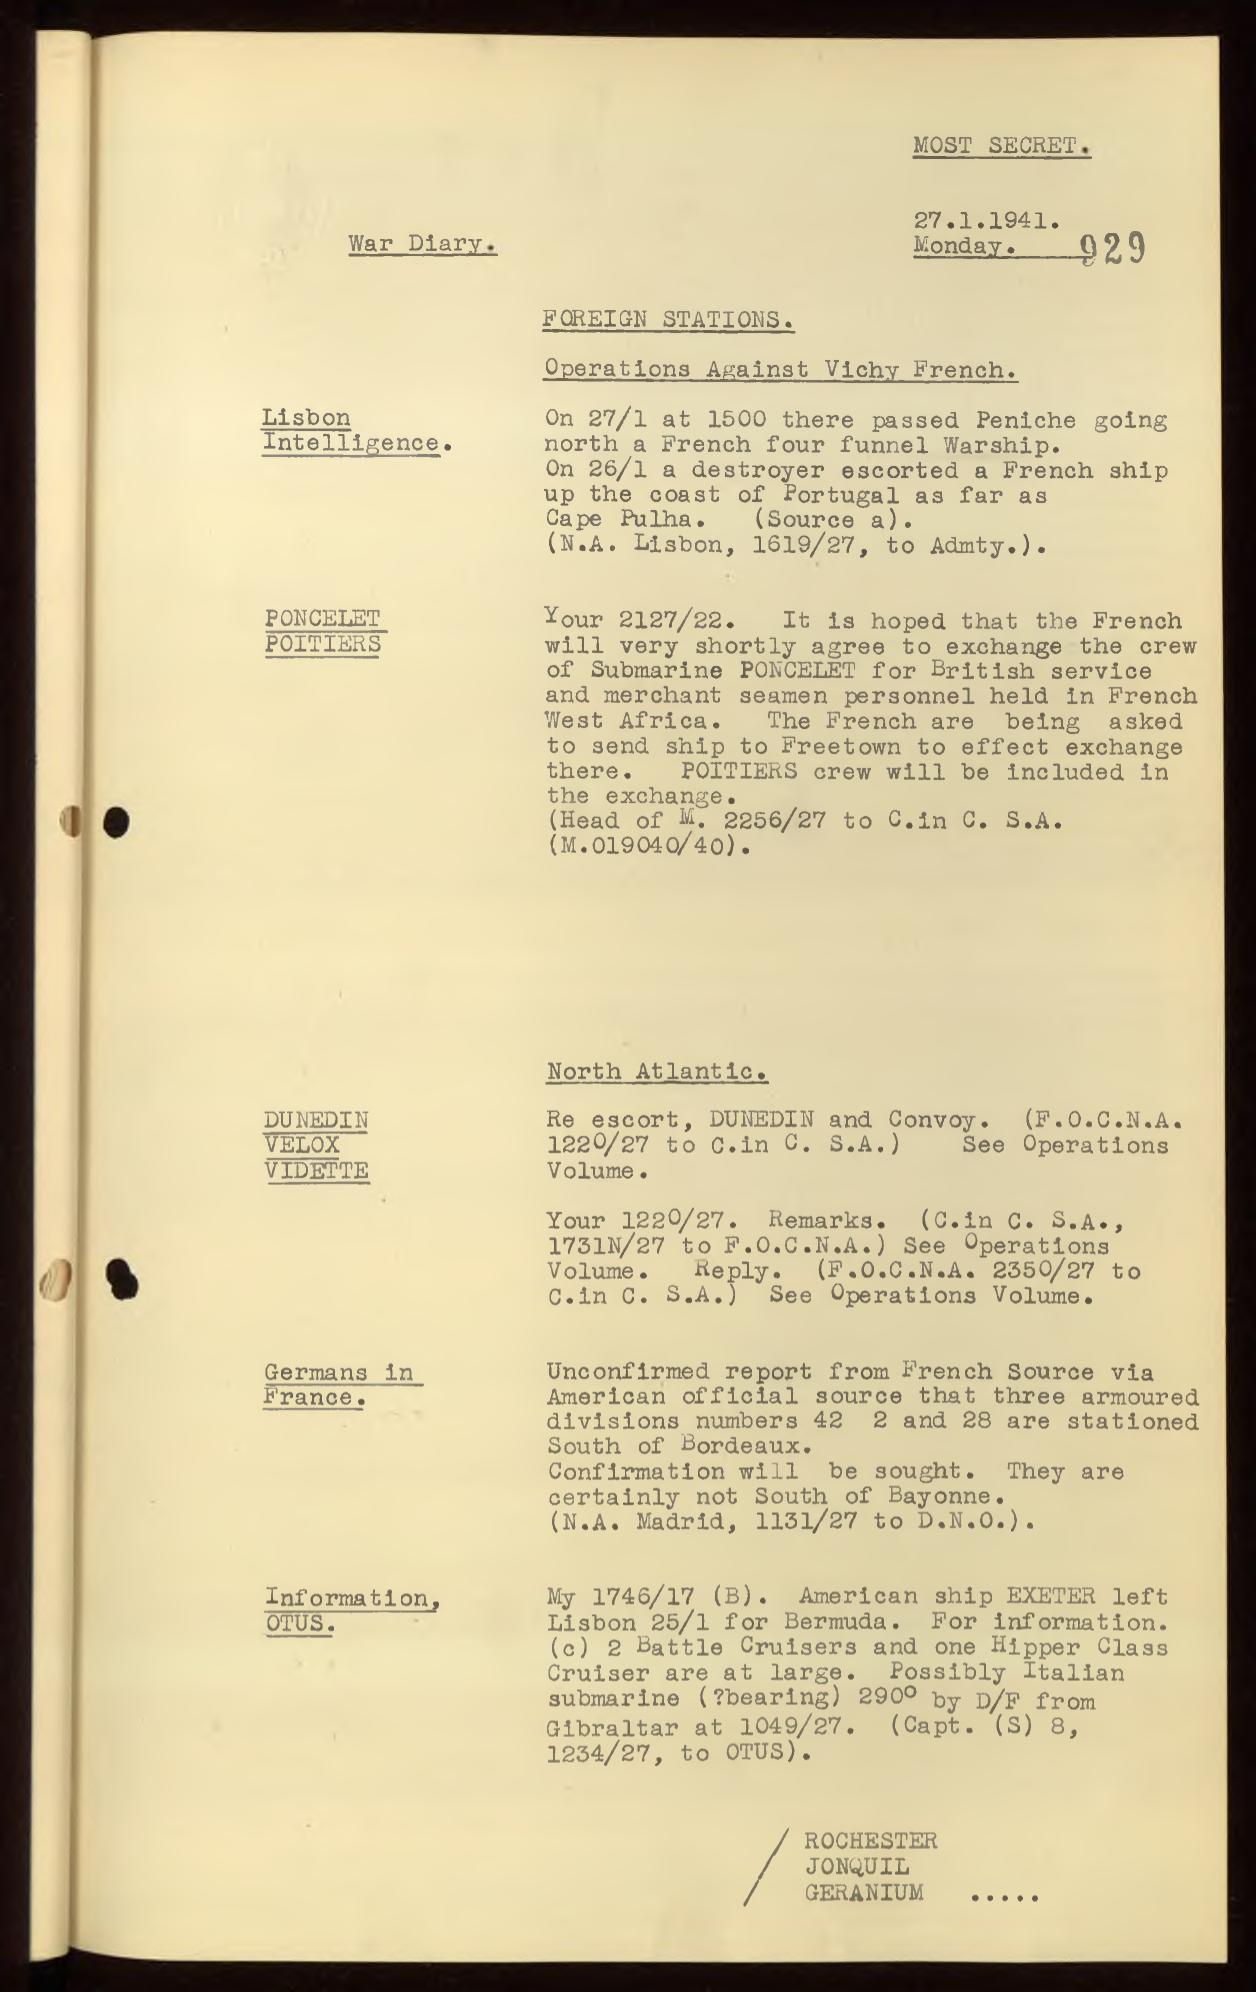 MOST SECRET.
27.1.1941.
War Diary.
Monday. 929
FOREIGN STATIONS.
Operations Against Vichy French.
Lisbon
Intelligence.
On 27/1 at 1500 there passed Peniche going
north a French four funnel Warship.
On 26/1 a destroyer escorted a French ship
up the coast of Portugal as far as
Cape Pulha. (Source a).
(N.A. Lisbon, 1619/27, to Admty.).
PONCELET
POITIERS
Your 2127/22. It is hoped that the French
will very shortly agree to exchange the crew
of Submarine PONCELET for British service
and merchant seamen personnel held in French
West Africa. The French are being asked
to send ship to Freetown to effect exchange
there. POITIERS crew will be included in
the exchange.
(Head of M. 2256/27 to C.in C. S.A.
(M.019040/40).
North Atlantic.
DUNEDIN
VELOX
VIDETTE
Re escort, DUNEDIN and Convoy. (F.O.C.N.A.
1220/27 to C.in C. S.A.) See Operations
Volume.
Your 1220/27. Remarks. (C.in C. S.A.,
1731N/27 to F.O.C.N.A.) See Operations
Volume. Reply. (F.O.C.N.A. 2350/27 to
C.in C. S.A.) See Operations Volume.
Germans in
France.
Unconfirmed report from French Source via
American official source that three armoured
divisions numbers 42 2 and 28 are stationed
South of Bordeaux.
Confirmation will be sought. They are
certainly not South of Bayonne.
(N.A. Madrid, 1131/27 to D.N.O.).
Information,
OTUS.
My 1746/17 (B). American ship EXETER left
Lisbon 25/1 for Bermuda. For information.
(c) 2 Battle Cruisers and one Hipper Class
Cruiser are at large. Possibly Italian
submarine (?bearing) 290° by D/F from
Gibraltar at 1049/27. (Capt. (S) 8,
1234/27, to OTUS).
/ ROCHESTER
JONQUIL
GERANIUM .....